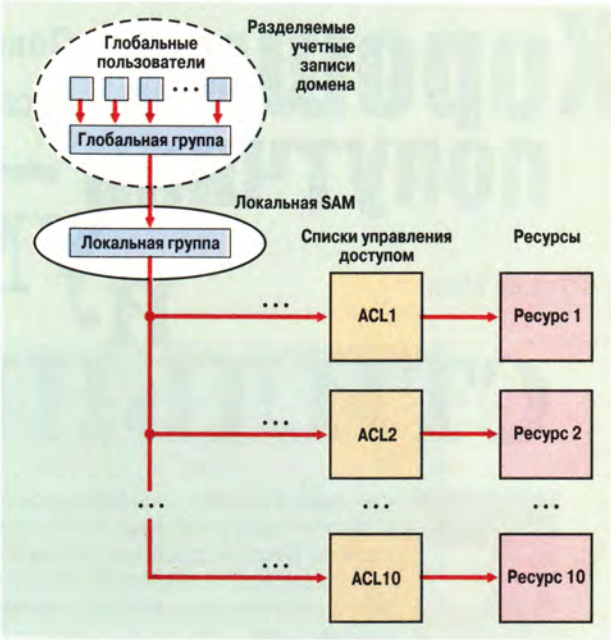 Разделяемые
учетные
записи
домена
Глобальные
пользователи
...
Глобальная группа
Локальная SAM
Локальная группа
Списки управления
доступом
Ресурсы
...
ACL1
Ресурс 1
...
ACL2
Ресурс 2
...
...
...
...
ACL10
Ресурс 10